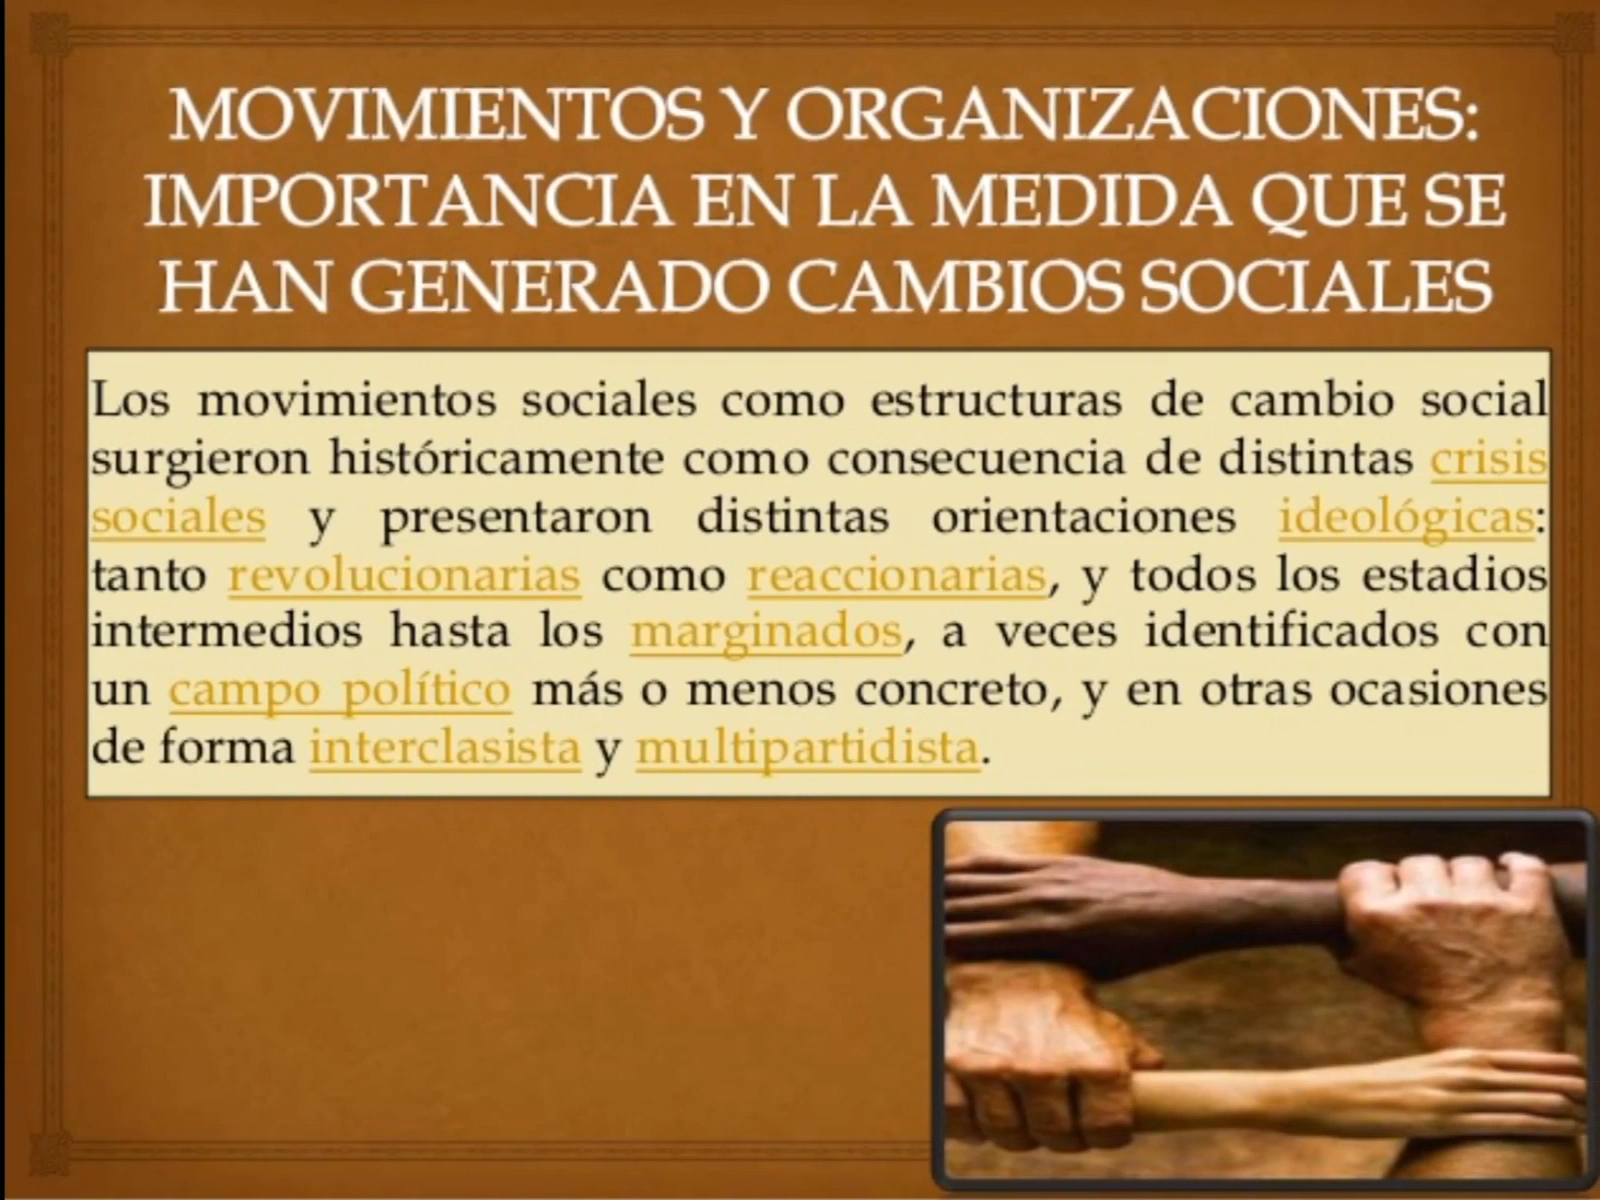 MOVIMIENTOS Y ORGANIZACIONES:
IMPORTANCIA EN LA MEDIDA QUE SE
HAN GENERADO CAMBIOS SOCIALES
Los movimientos sociales como estructuras de cambio social
surgieron históricamente como consecuencia de distintas crisis
sociales y presentaron distintas orientaciones ideológicas:
tanto revolucionarias como reaccionarias, y todos los estadios
intermedios hasta los marginados, a veces identificados con
un campo político más o menos concreto, y en otras ocasiones
de forma interclasista y multipartidista.